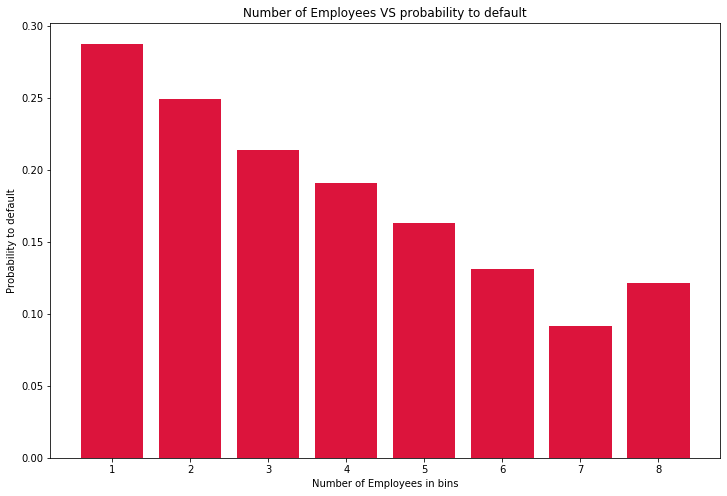 Number of Employees VS probability to default
Probability to default
0.30
0.25
0.20
0.15
0.10
0.05
0.00
1 2 3 4 5 6 7 8
Number of Employees in bins